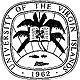 UNIVERSITY OF THE VIRGIN ISLANDS
• 1962 •